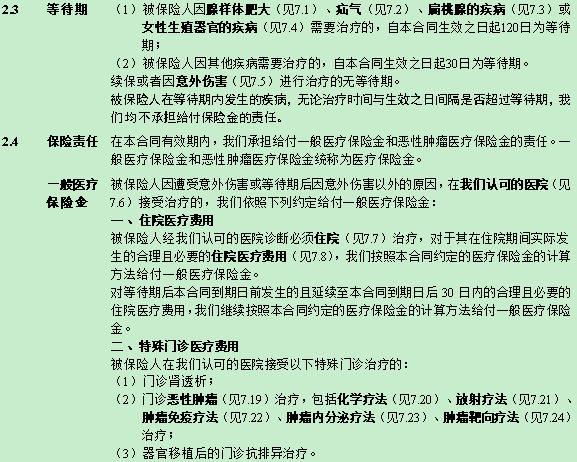 2.3 等待期 （1）被保险人因腺样体肥大（见7.1）、疝气（见7.2）、扁桃腺的疾病（见7.3）或
女性生殖器官的疾病（见7.4）需要治疗的，自本合同生效之日起120日为等待
期；
（2）被保险人因其他疾病需要治疗的，自本合同生效之日起30日为等待期。
续保或者因意外伤害（见7.5）进行治疗的无等待期。
被保险人在等待期内发生的疾病，无论治疗时间与生效之日间隔是否超过等待期，我
们均不承担给付保险金的责任。
2.4 保险责任 在本合同有效期内，我们承担给付一般医疗保险金和恶性肿瘤医疗保险金的责任。一
般医疗保险金和恶性肿瘤医疗保险金统称为医疗保险金。
一般医疗 被保险人因遭受意外伤害或等待期后因意外伤害以外的原因，在我们认可的医院（见
保险金 7.6）接受治疗的，我们依照下列约定给付一般医疗保险金：
一、住院医疗费用
被保险人经我们认可的医院诊断必须住院（见7.7）治疗，对于其在住院期间实际发
生的合理且必要的住院医疗费用（见7.8），我们按照本合同约定的医疗保险金的计算
方法给付一般医疗保险金。
对等待期后本合同到期日前发生的且延续至本合同到期日后 30 日内的合理且必要的
住院医疗费用，我们继续按照本合同约定的医疗保险金的计算方法给付一般医疗保险
金。
二、特殊门诊医疗费用
被保险人在我们认可的医院接受以下特殊门诊治疗的：
（1）门诊肾透析；
（2）门诊恶性肿瘤（见7.19）治疗，包括化学疗法（见7.20）、放射疗法（见7.21）、
肿瘤免疫疗法（见7.22）、肿瘤内分泌疗法（见7.23）、肿瘤靶向疗法（见7.24）
治疗；
（3）器官移植后的门诊抗排异治疗。